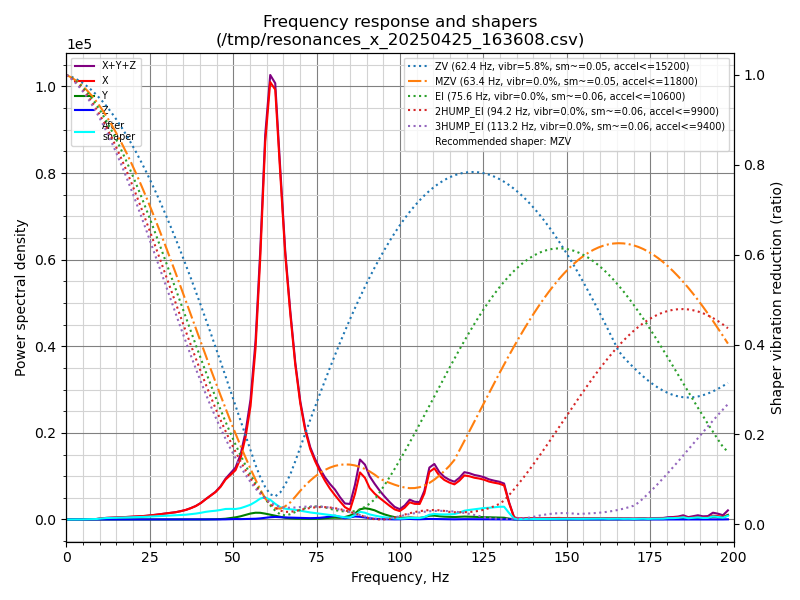 Frequency response and shapers
(/tmp/resonances_x_20250425_163608.csv)
1e5
X+Y+Z
X
Y
Z
After
shaper
ZV (62.4 Hz, vibr=5.8%, sm~=0.05, accel<=15200)
MZV (63.4 Hz, vibr=0.0%, sm~=0.05, accel<=11800)
EI (75.6 Hz, vibr=0.0%, sm~=0.06, accel<=10600)
2HUMP_EI (94.2 Hz, vibr=0.0%, sm~=0.06, accel<=9900)
3HUMP_EI (113.2 Hz, vibr=0.0%, sm~=0.06, accel<=9400)
Recommended shaper: MZV
Power spectral density
1.0
0.8
0.6
0.4
0.2
0.0
1.0
0.8
0.6
0.4
0.2
0.0
Shaper vibration reduction (ratio)
0 25 50 75 100 125 150 175 200
Frequency, Hz